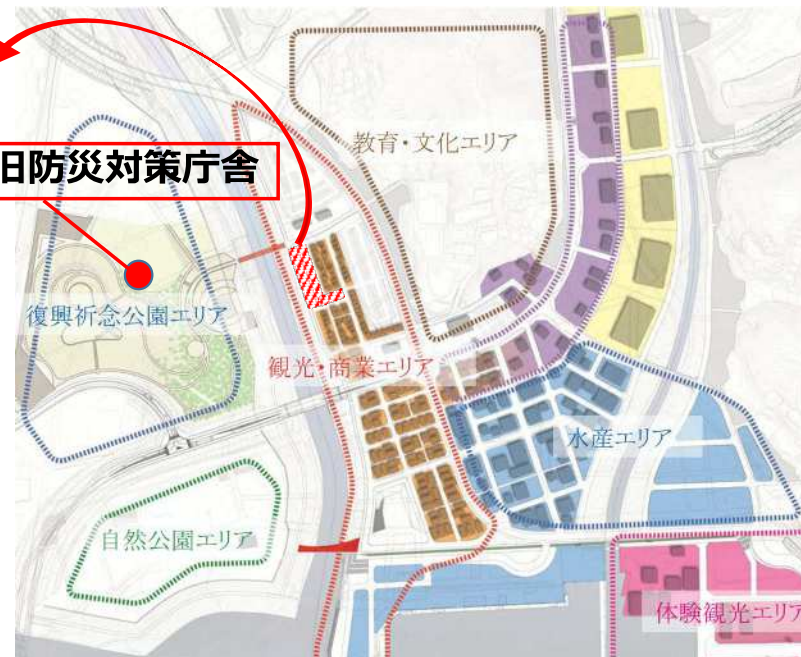 教育・文化エリア
旧防災対策庁舎
復興祈念公園エリア
観光・商業エリア
水産エリア
自然公園エリア
体験観光エリア